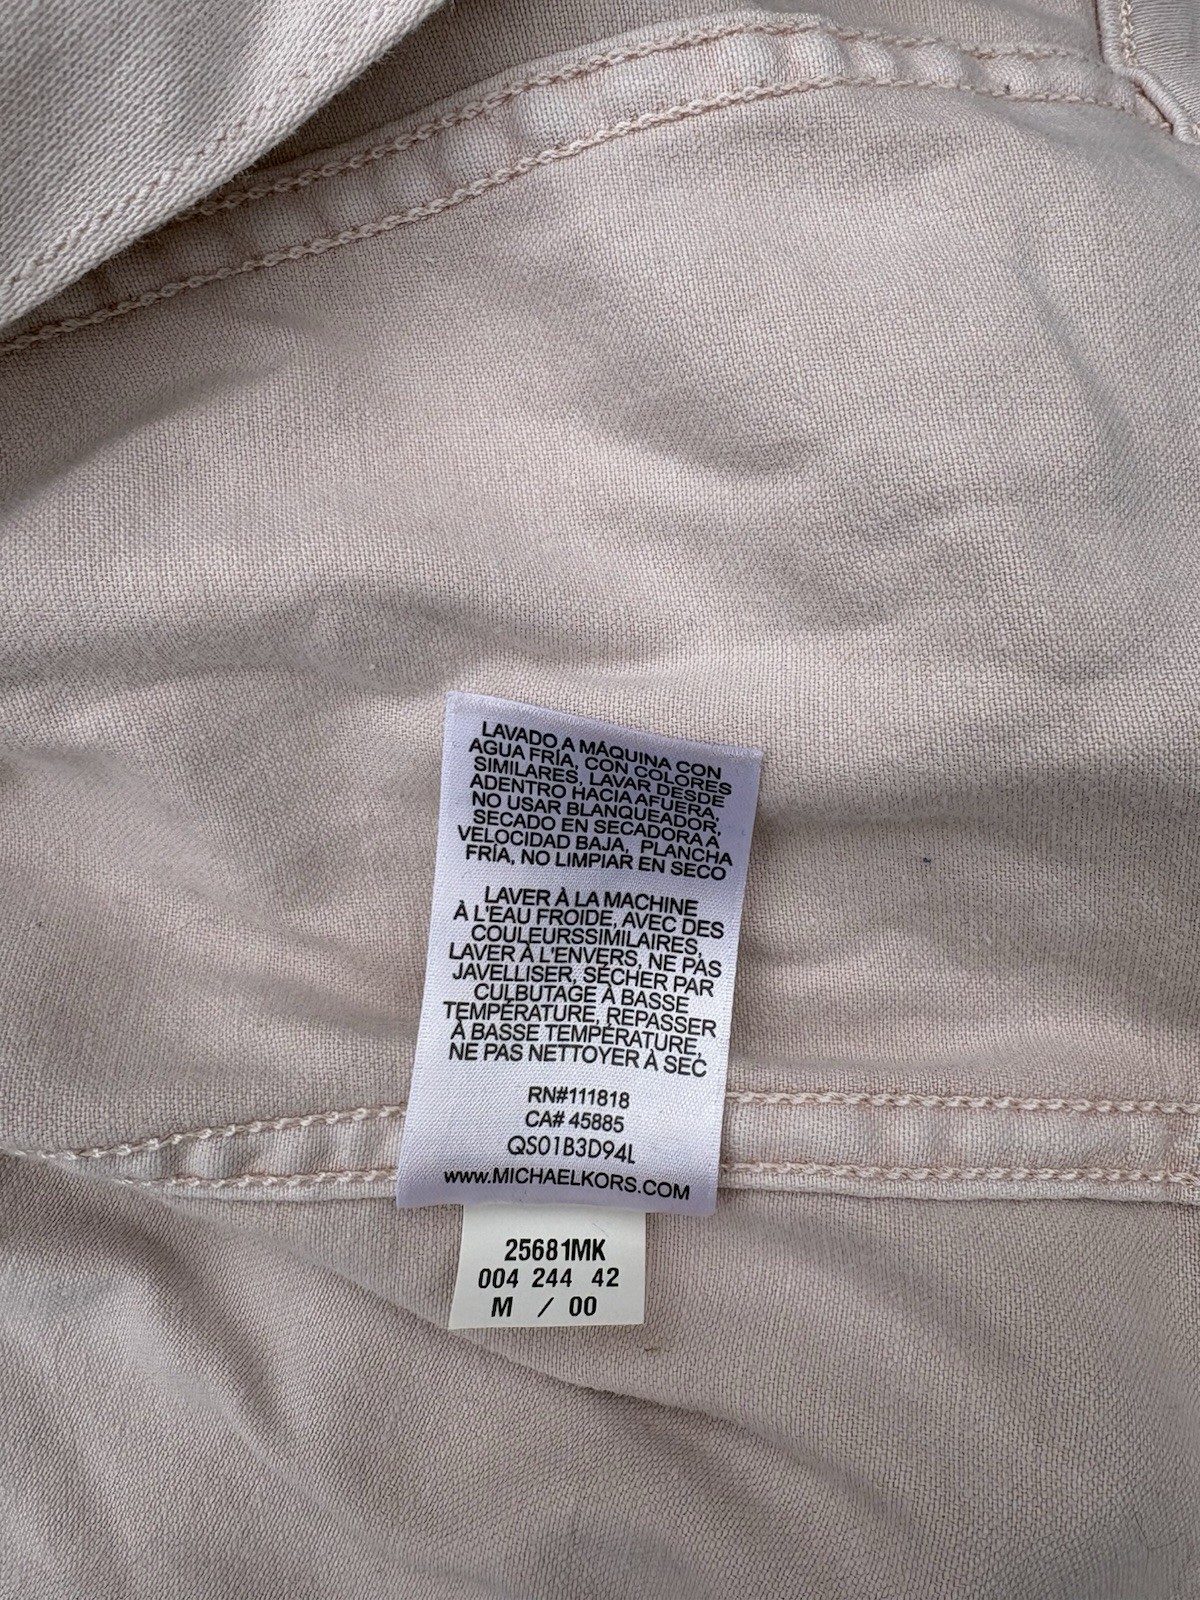 LAVADO A MÁQUINA CON
AGUA FRÍA, CON COLORES
SIMILARES, LAVAR DESDE
ADENTRO HACIA AFUERA,
NO USAR BLANQUEADOR,
SECADO EN SECADORA A
VELOCIDAD BAJA, PLANCHA
FRÍA, NO LIMPIAR EN SECO
LAVER À LA MACHINE
À L'EAU FROIDE, AVEC DES
COULEURSSIMILAIRES,
LAVER À L'ENVERS, NE PAS
JAVELLISER, SÉCHER PAR
CULBUTAGE À BASSE
TEMPÉRATURE, REPASSER
À BASSE TEMPÉRATURE,
NE PAS NETTOYER À SEC
RN#111818
CA# 45885
QS01B3D94L
www.MICHAELKORS.COM
25681MK
004 244 42
M / 00